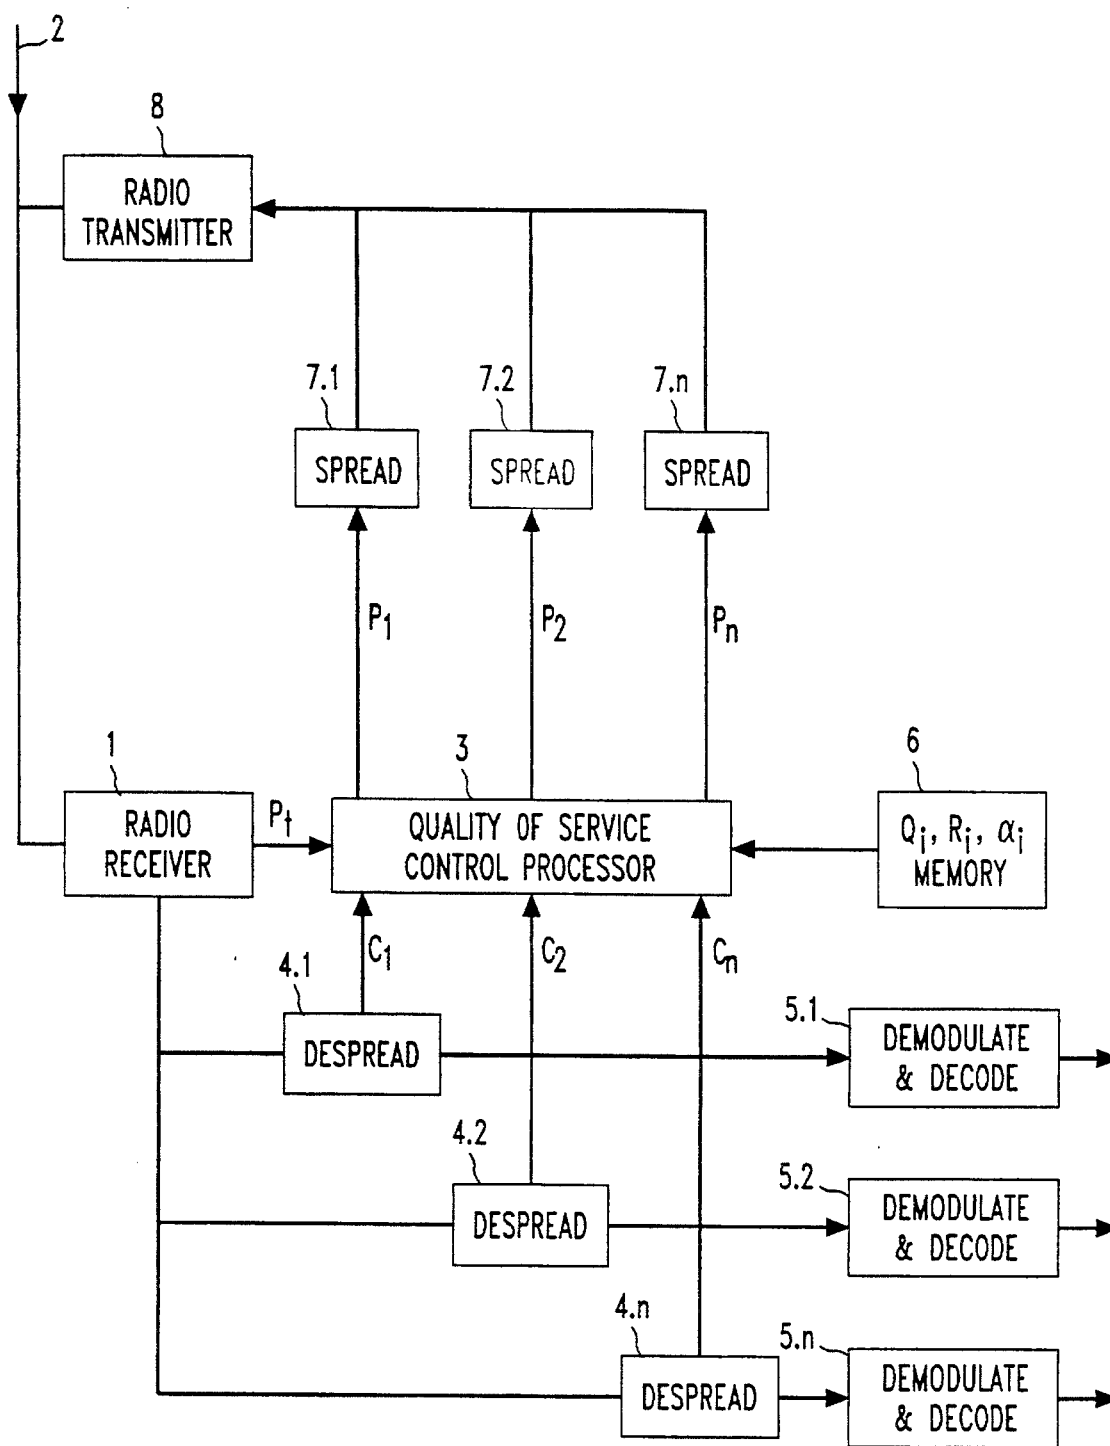 2
8
RADIO
TRANSMITTER
7.1
7.2
7.n
SPREAD
SPREAD
SPREAD
P1
P2
Pn
1
3
6
RADIO
RECEIVER
Pt
QUALITY OF SERVICE
CONTROL PROCESSOR
Qi, Ri, αi
MEMORY
C1
C2
Cn
4.1
DESPREAD
5.1
DEMODULATE
& DECODE
4.2
DESPREAD
5.2
DEMODULATE
& DECODE
4.n
DESPREAD
5.n
DEMODULATE
& DECODE